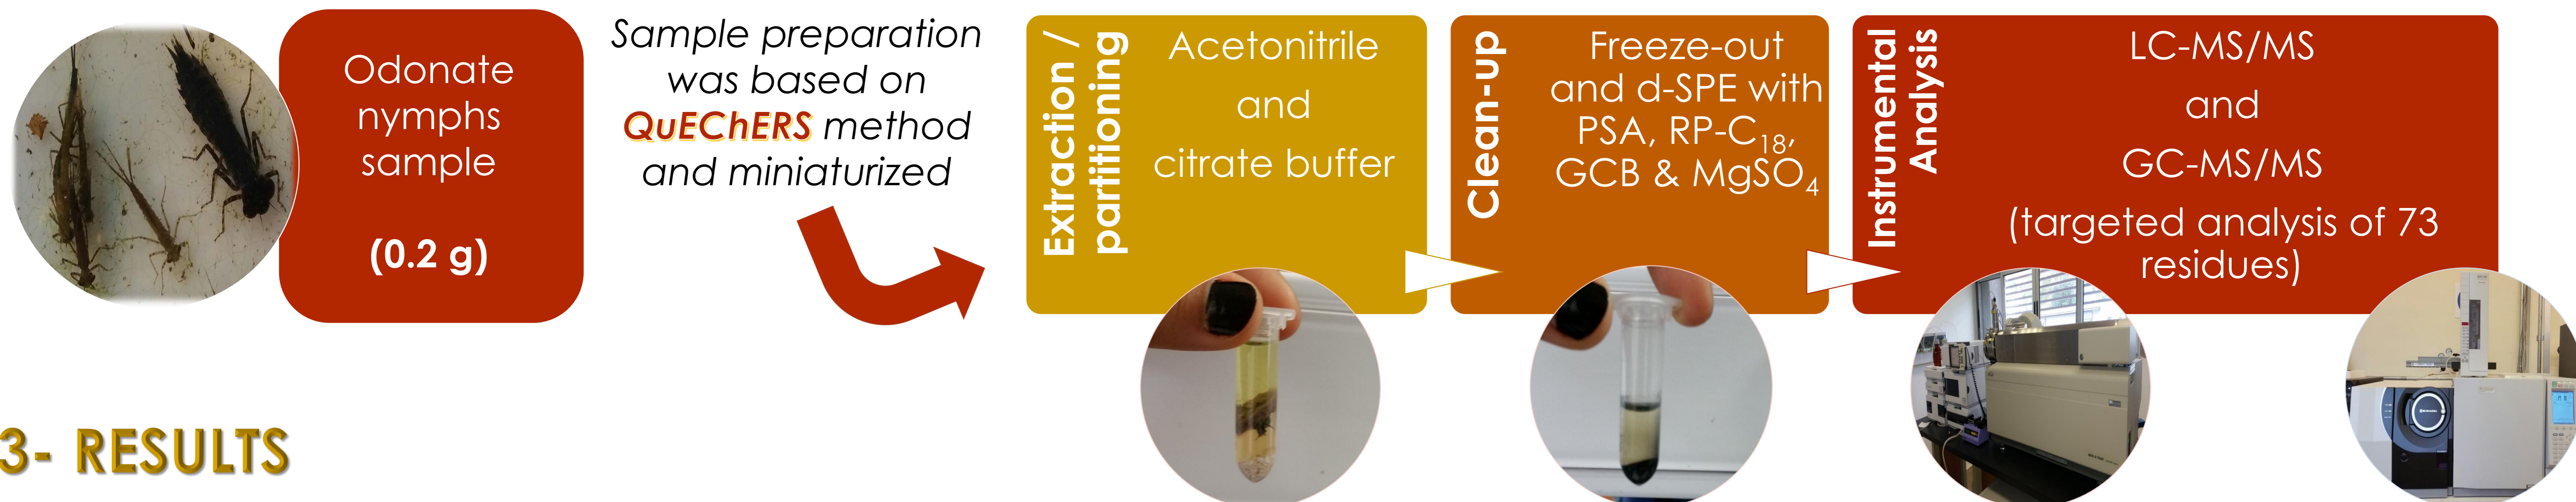 Odonate
nymphs
sample
(0.2 g)
Sample preparation
was based on
QuEChERS method
and miniaturized
Extraction /
partitioning
Acetonitrile
and
citrate buffer
Clean-up
Freeze-out
and d-SPE with
PSA, RP-C₁₈,
GCB & MgSO₄
Instrumental
Analysis
LC-MS/MS
and
GC-MS/MS
(targeted analysis of 73
residues)
3- RESULTS